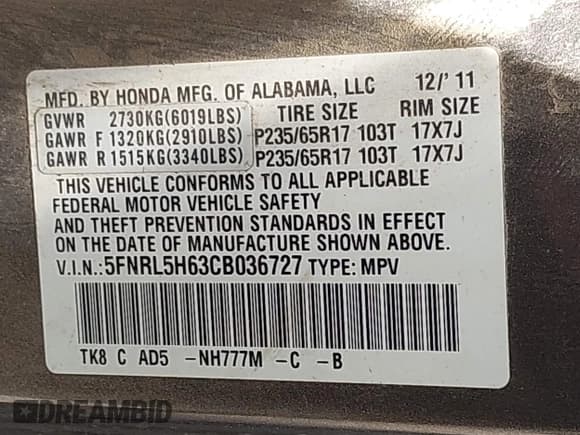 MFD. BY HONDA MFG. OF ALABAMA, LLC 12/'11
GVWR 2730KG(6019LBS) TIRE SIZE RIM SIZE
GAWR F 1320KG(2910LBS) P235/65R17 103T 17X7J
GAWR R 1515KG(3340LBS) P235/65R17 103T 17X7J
THIS VEHICLE CONFORMS TO ALL APPLICABLE
FEDERAL MOTOR VEHICLE SAFETY
AND THEFT PREVENTION STANDARDS IN EFFECT
ON THE DATE OF MANUFACTURE SHOWN ABOVE.
V.I.N.:5FNRL5H63CB036727 TYPE: MPV
TK8 C AD5 -NH777M -C -B
DREAMBID